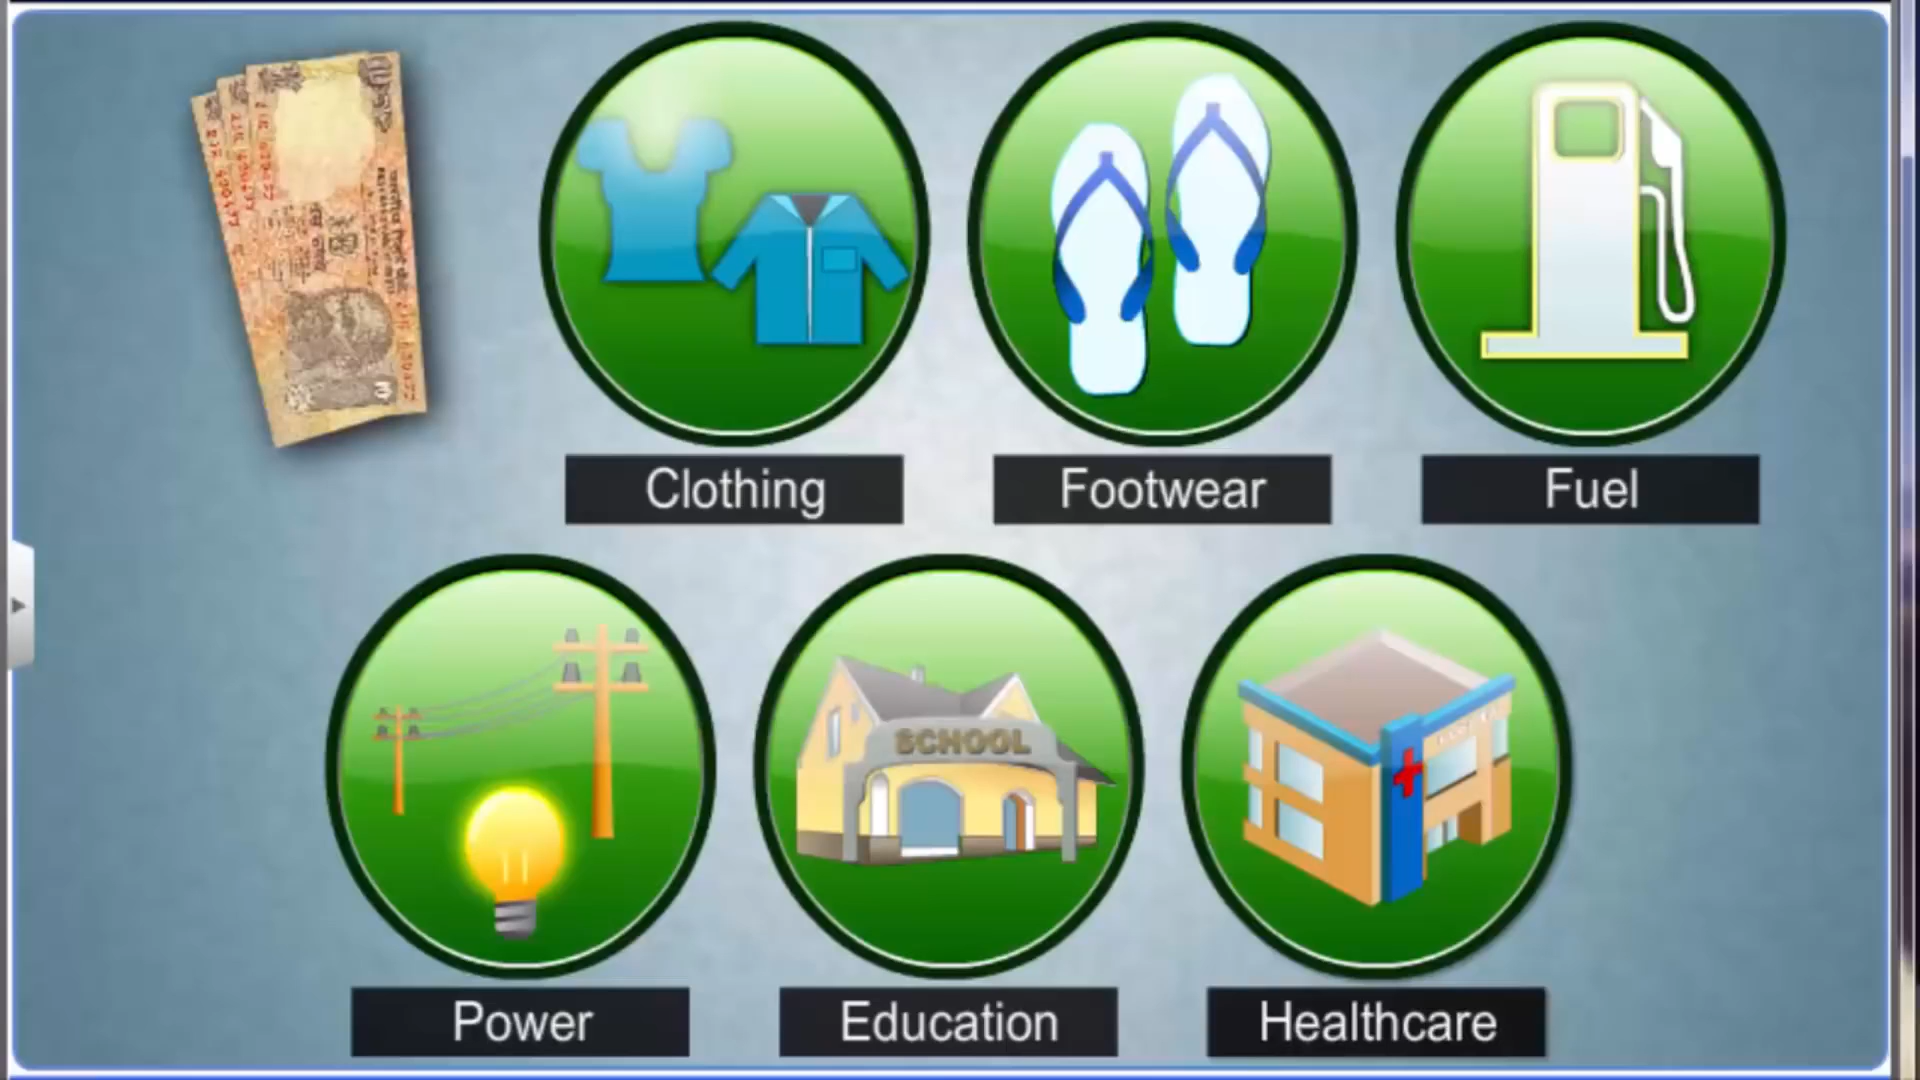 Clothing
Footwear
Fuel
SCHOOL
Power
Education
Healthcare